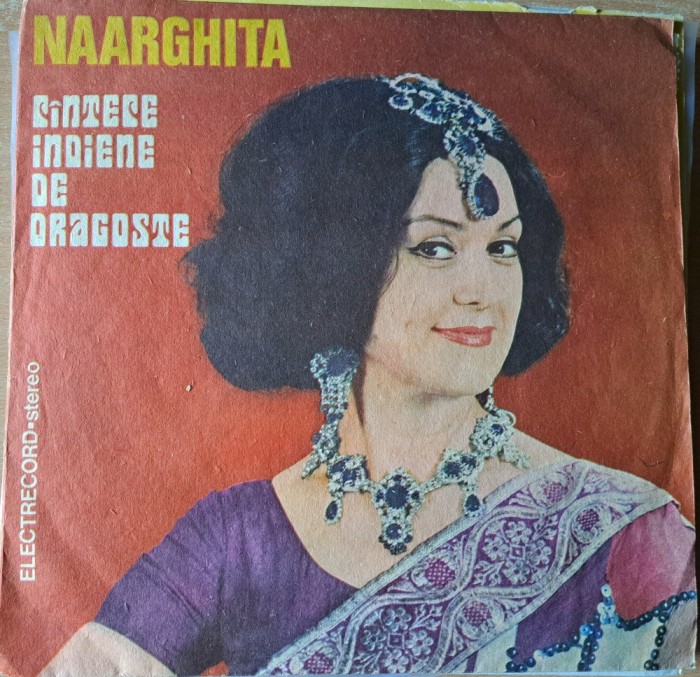 NAARGHITA
CÎNTECE
INDIENE
DE
DRAGOSTE
ELECTRECORD•stereo